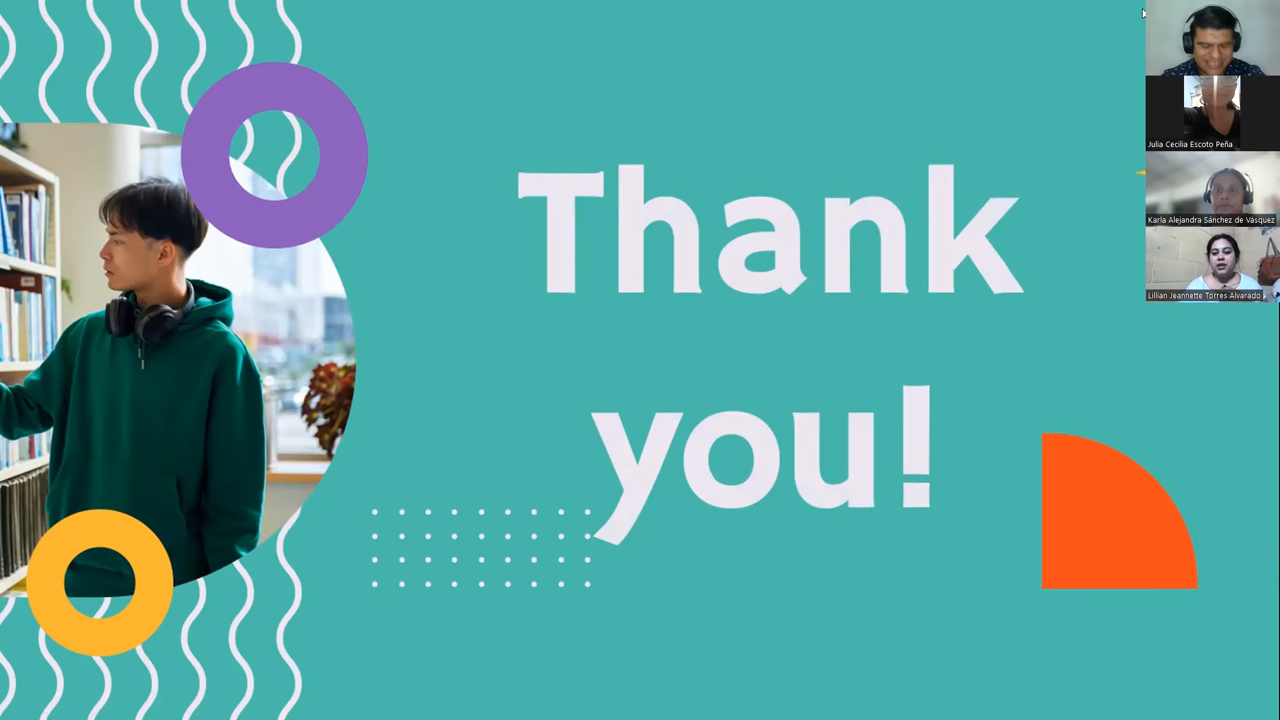 Thank
you!
Julia Cecilia Escoto Peña
Karla Alejandra Sánchez de Vásquez
Lillian Jeannette Torres Alvarado